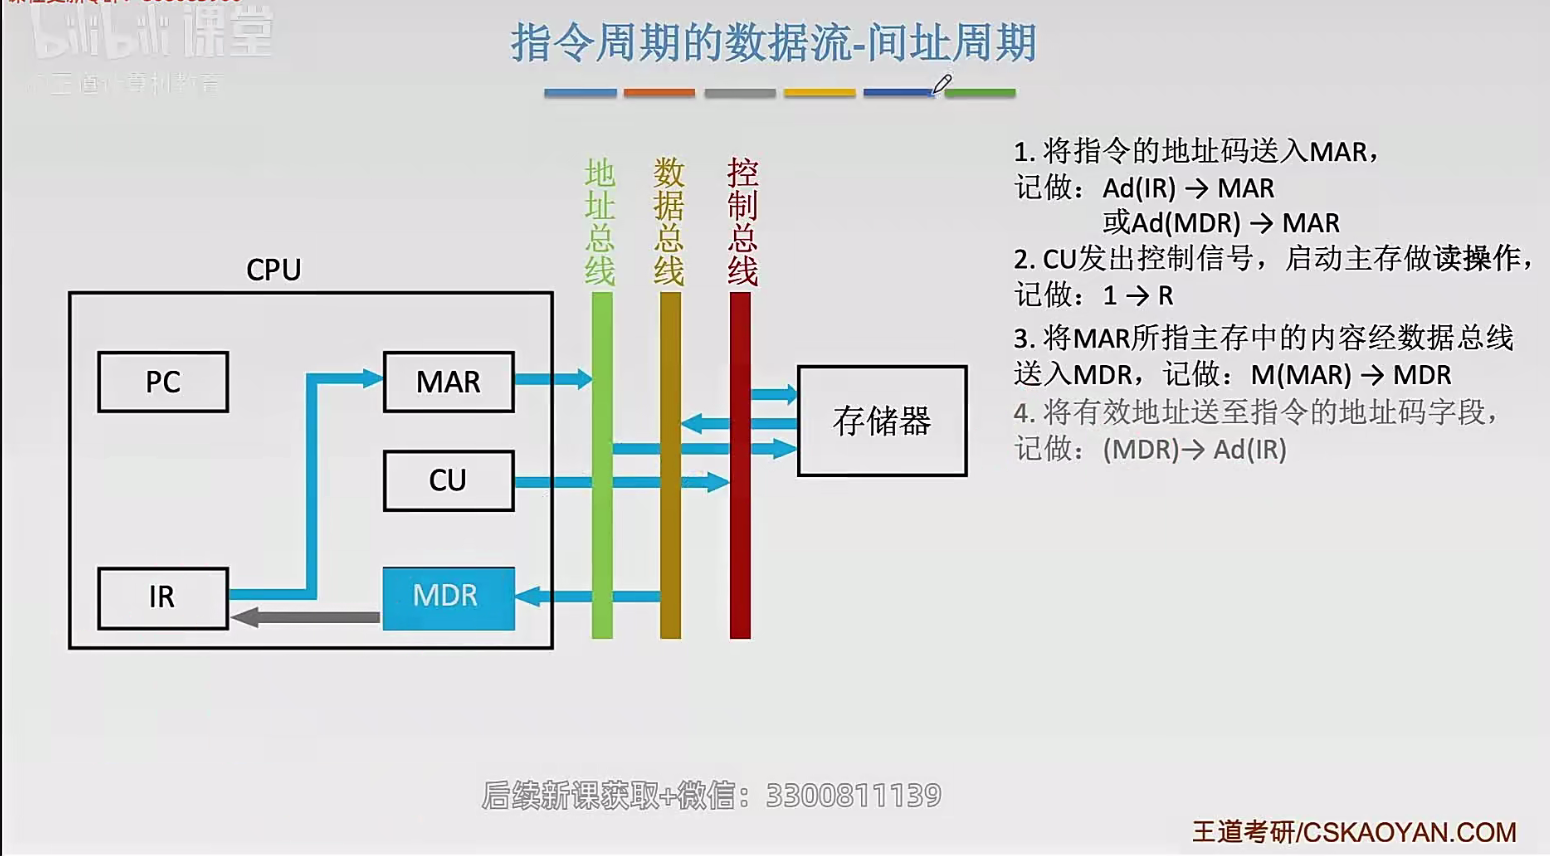 bilibili课堂
王道计算机教育
指令周期的数据流-间址周期
地址总线
数据总线
控制总线
CPU
PC
MAR
CU
IR
MDR
存储器
1. 将指令的地址码送入MAR，
记做：Ad(IR) → MAR
或Ad(MDR) → MAR
2. CU发出控制信号，启动主存做读操作，
记做：1 → R
3. 将MAR所指主存中的内容经数据总线
送入MDR，记做：M(MAR) → MDR
4. 将有效地址送至指令的地址码字段，
记做：(MDR)→ Ad(IR)
后续新课获取+微信：3300811139
王道考研/CSKAOYAN.COM